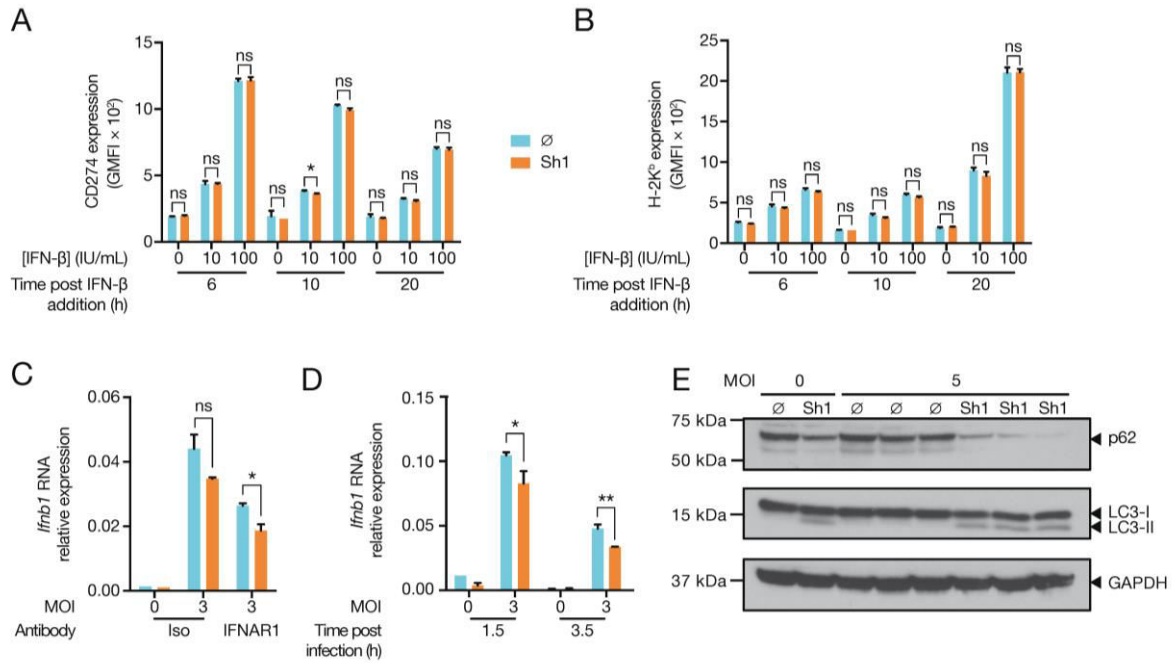 A
CD274 expression
(GMFI × 10²)
15
10
5
0
ns
ns
ns
ns
*
ns
ns
ns
ns
[IFN-β] (IU/mL)
0 10 100 0 10 100 0 10 100
Time post IFN-β
addition (h)
6 10 20
∅
Sh1
B
H-2Kᵇ expression
(GMFI × 10²)
25
20
15
10
5
0
ns
ns
ns
ns
ns
ns
ns
ns
ns
[IFN-β] (IU/mL)
0 10 100 0 10 100 0 10 100
Time post IFN-β
addition (h)
6 10 20
C
Ifnb1 RNA
relative expression
0.06
0.04
0.02
0.00
ns
*
MOI 0 3 3
Antibody Iso IFNAR1
D
Ifnb1 RNA
relative expression
0.15
0.10
0.05
0.00
*
**
MOI 0 3 0 3
Time post
infection (h)
1.5 3.5
E
MOI 0 5
∅ Sh1 ∅ ∅ ∅ Sh1 Sh1 Sh1
75 kDa
50 kDa
p62
15 kDa
LC3-I
LC3-II
37 kDa
GAPDH